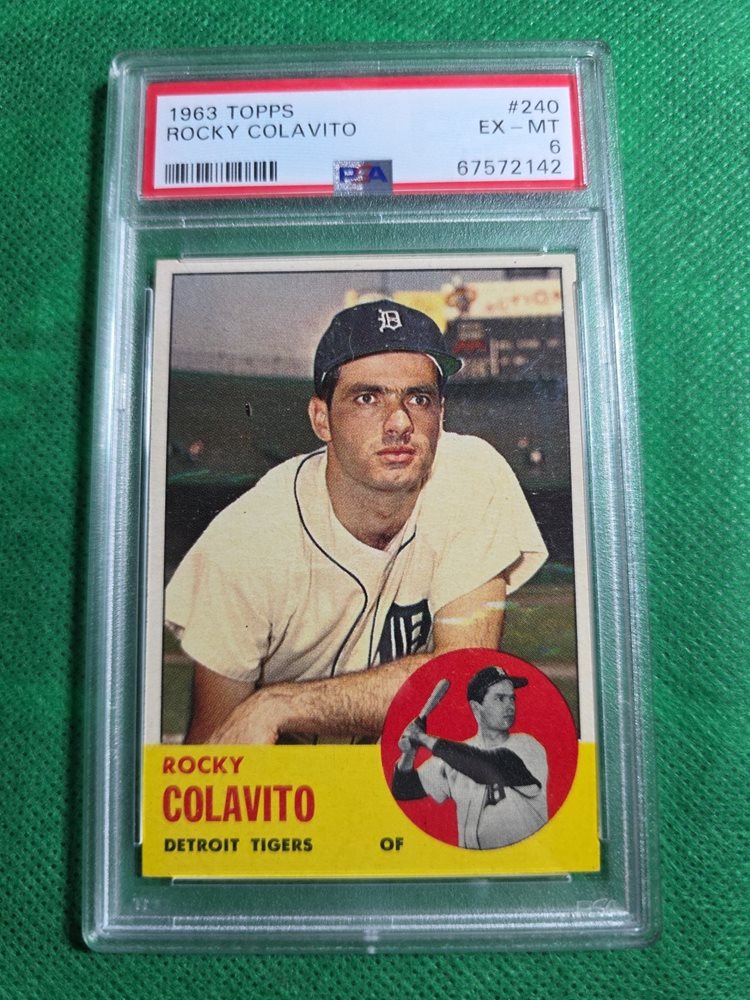 1963 TOPPS #240
ROCKY COLAVITO EX - MT
6
PSA 67572142
D
ROCKY
COLAVITO
DETROIT TIGERS OF